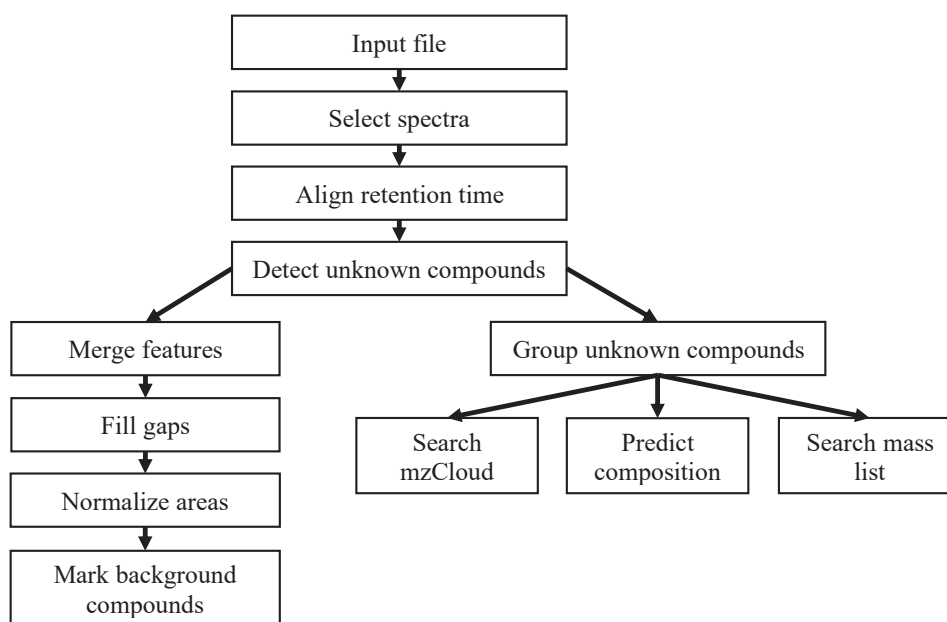 Input file
Select spectra
Align retention time
Detect unknown compounds
Merge features
Fill gaps
Normalize areas
Mark background
compounds
Group unknown compounds
Search
mzCloud
Predict
composition
Search mass
list